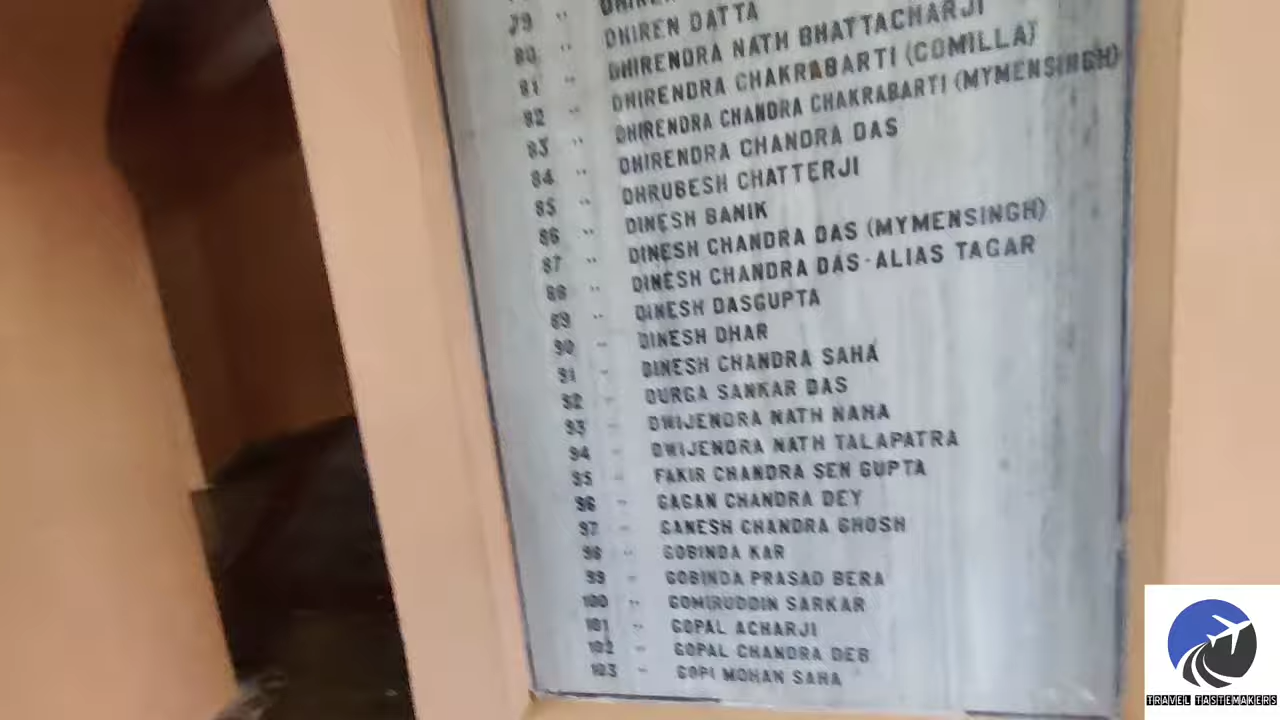 79 "
80 " DHIREN DATTA
81 " DHIRENDRA NATH BHATTACHARJI
82 " DHIRENDRA CHAKRABARTI (COMILLA)
83 " DHIRENDRA CHANDRA CHAKRABARTI (MYMENSINGH)
84 " DHIRENDRA CHANDRA DAS
85 " DHRUBESH CHATTERJI
86 " DINESH BANIK
87 " DINESH CHANDRA DAS (MYMENSINGH)
88 " DINESH CHANDRA DAS-ALIAS TAGAR
89 " DINESH DASGUPTA
90 " DINESH DHAR
91 " DINESH CHANDRA SAHA
92 " DURGA SANKAR DAS
93 " DWIJENDRA NATH NAHA
94 " DWIJENDRA NATH TALAPATRA
95 " FAKIR CHANDRA SEN GUPTA
96 " GAGAN CHANDRA DEY
97 " GANESH CHANDRA GHOSH
98 " GOBINDA KAR
99 " GOBINDA PRASAD BERA
100 " GOMIRUDDIN SARKAR
101 " GOPAL ACHARJI
102 " GOPAL CHANDRA DEB
103 " GOPI MOHAN SAHA
TRAVEL TASTEMAKERS